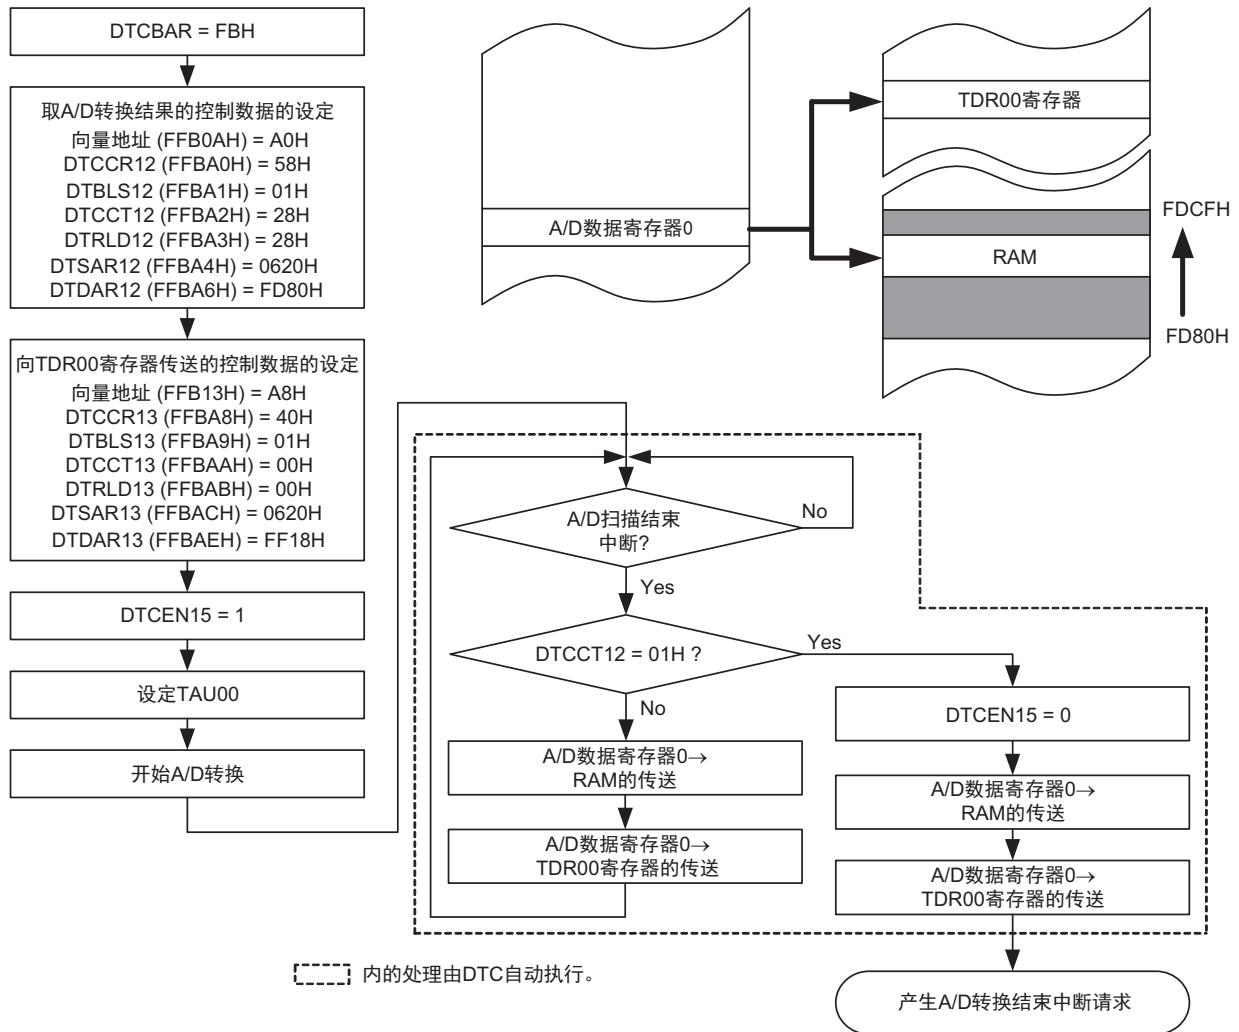 DTCBAR = FBH
取A/D转换结果的控制数据的设定
向量地址 (FFB0AH) = A0H
DTCCR12 (FFBA0H) = 58H
DTBLS12 (FFBA1H) = 01H
DTCCT12 (FFBA2H) = 28H
DTRLD12 (FFBA3H) = 28H
DTSAR12 (FFBA4H) = 0620H
DTDAR12 (FFBA6H) = FD80H
向TDR00寄存器传送的控制数据的设定
向量地址 (FFB13H) = A8H
DTCCR13 (FFBA8H) = 40H
DTBLS13 (FFBA9H) = 01H
DTCCT13 (FFBAAH) = 00H
DTRLD13 (FFBABH) = 00H
DTSAR13 (FFBACH) = 0620H
DTDAR13 (FFBAEH) = FF18H
DTCEN15 = 1
设定TAU00
开始A/D转换
A/D数据寄存器0
TDR00寄存器
RAM
FDCFH
FD80H
A/D扫描结束
中断?
No
Yes
DTCCT12 = 01H ?
Yes
No
A/D数据寄存器0→
RAM的传送
A/D数据寄存器0→
TDR00寄存器的传送
DTCEN15 = 0
A/D数据寄存器0→
RAM的传送
A/D数据寄存器0→
TDR00寄存器的传送
内的处理由DTC自动执行。
产生A/D转换结束中断请求